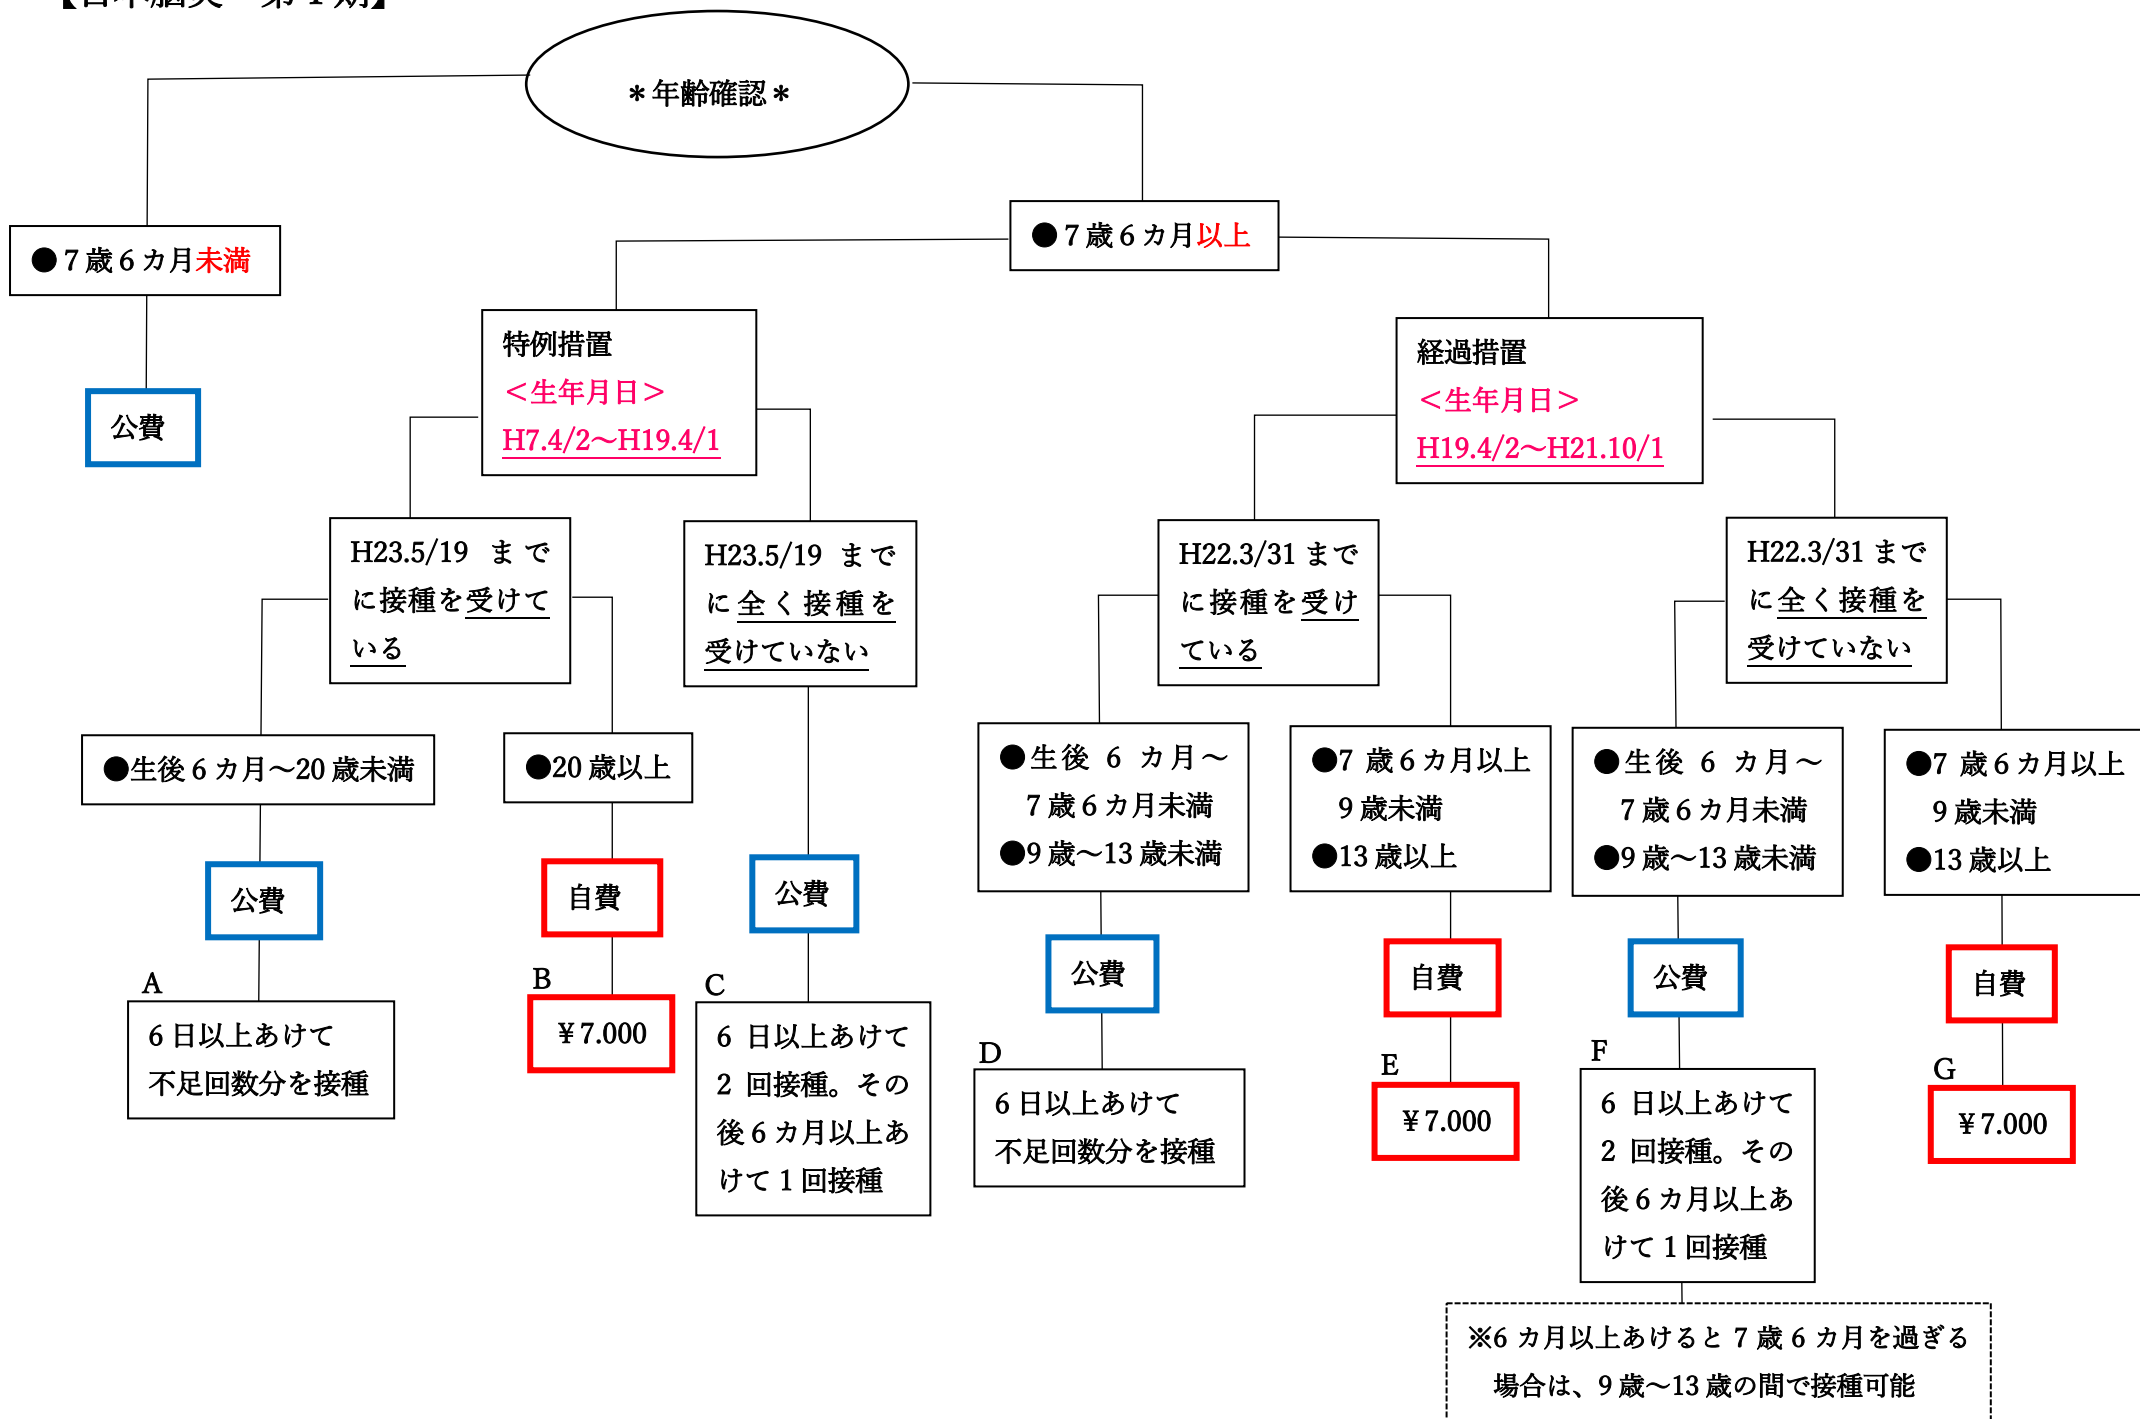 ＊年齢確認＊
●７歳６カ月未満
公費
●７歳６カ月以上
特例措置
＜生年月日＞
H7.4/2～H19.4/1
経過措置
＜生年月日＞
H19.4/2～H21.10/1
H23.5/19 まで
に接種を受けて
いる
H23.5/19 まで
に全く接種を
受けていない
H22.3/31 まで
に接種を受け
ている
H22.3/31 まで
に全く接種を
受けていない
●生後６カ月～20 歳未満
●20 歳以上
●生後 6 カ月～
７歳６カ月未満
●9 歳～13 歳未満
●7 歳６カ月以上
９歳未満
●13 歳以上
●生後 6 カ月～
７歳６カ月未満
●9 歳～13 歳未満
●7 歳６カ月以上
９歳未満
●13 歳以上
公費
自費
公費
公費
自費
公費
自費
A
６日以上あけて
不足回数分を接種
B
￥7.000
C
6 日以上あけて
2 回接種。その
後６カ月以上あ
けて１回接種
D
６日以上あけて
不足回数分を接種
E
￥7.000
F
6 日以上あけて
2 回接種。その
後６カ月以上あ
けて１回接種
G
￥7.000
※6 カ月以上あけると 7 歳 6 カ月を過ぎる
場合は、9 歳～13 歳の間で接種可能